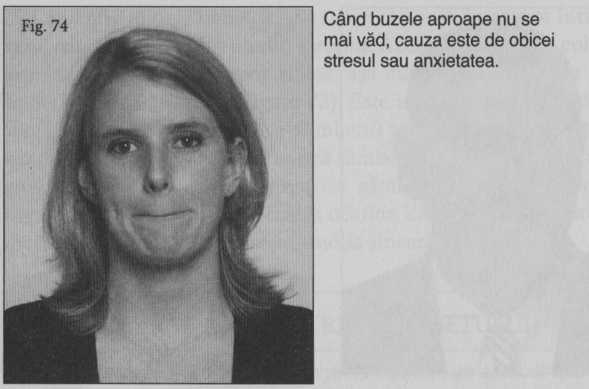 Fig. 74
Când buzele aproape nu se
mai văd, cauza este de obicei
stresul sau anxietatea.